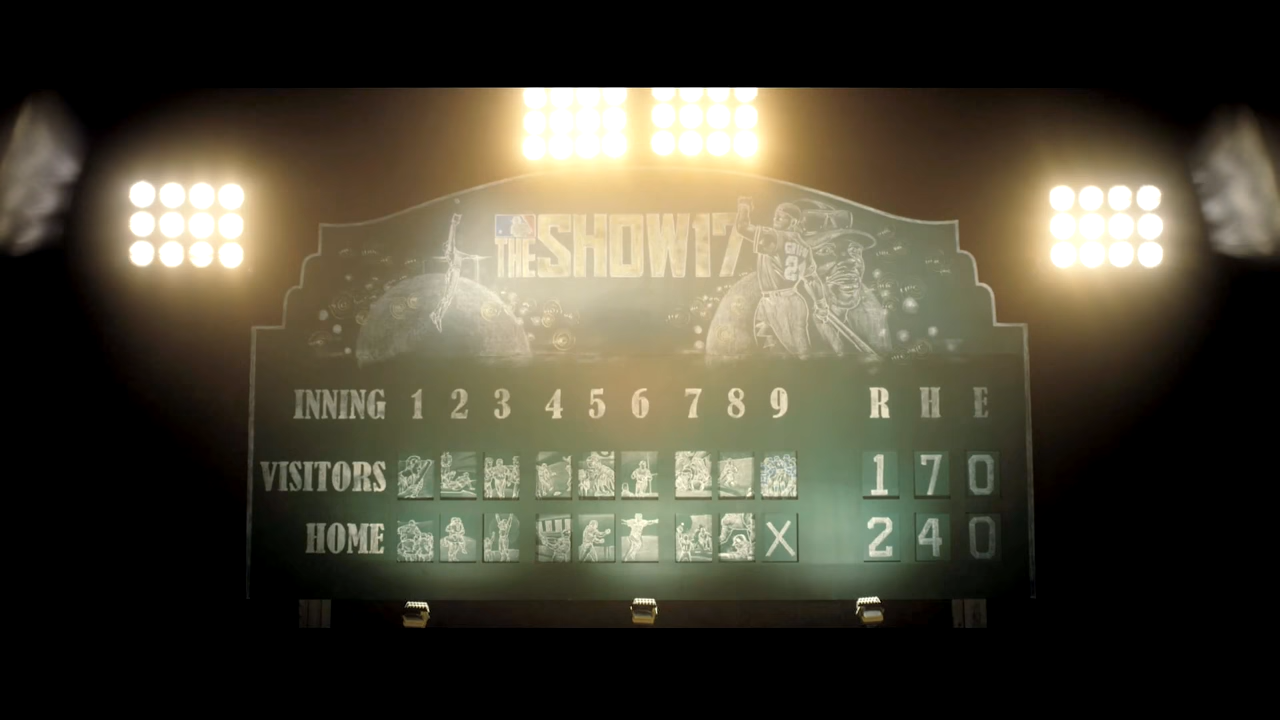 THE SHOW17
24
INNING 1 2 3 4 5 6 7 8 9 R H E
VISITORS 1 7 0
HOME X 2 4 0